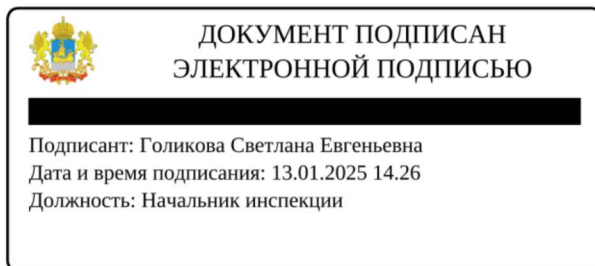 ДОКУМЕНТ ПОДПИСАН
ЭЛЕКТРОННОЙ ПОДПИСЬЮ
Подписант: Голикова Светлана Евгеньевна
Дата и время подписания: 13.01.2025 14.26
Должность: Начальник инспекции